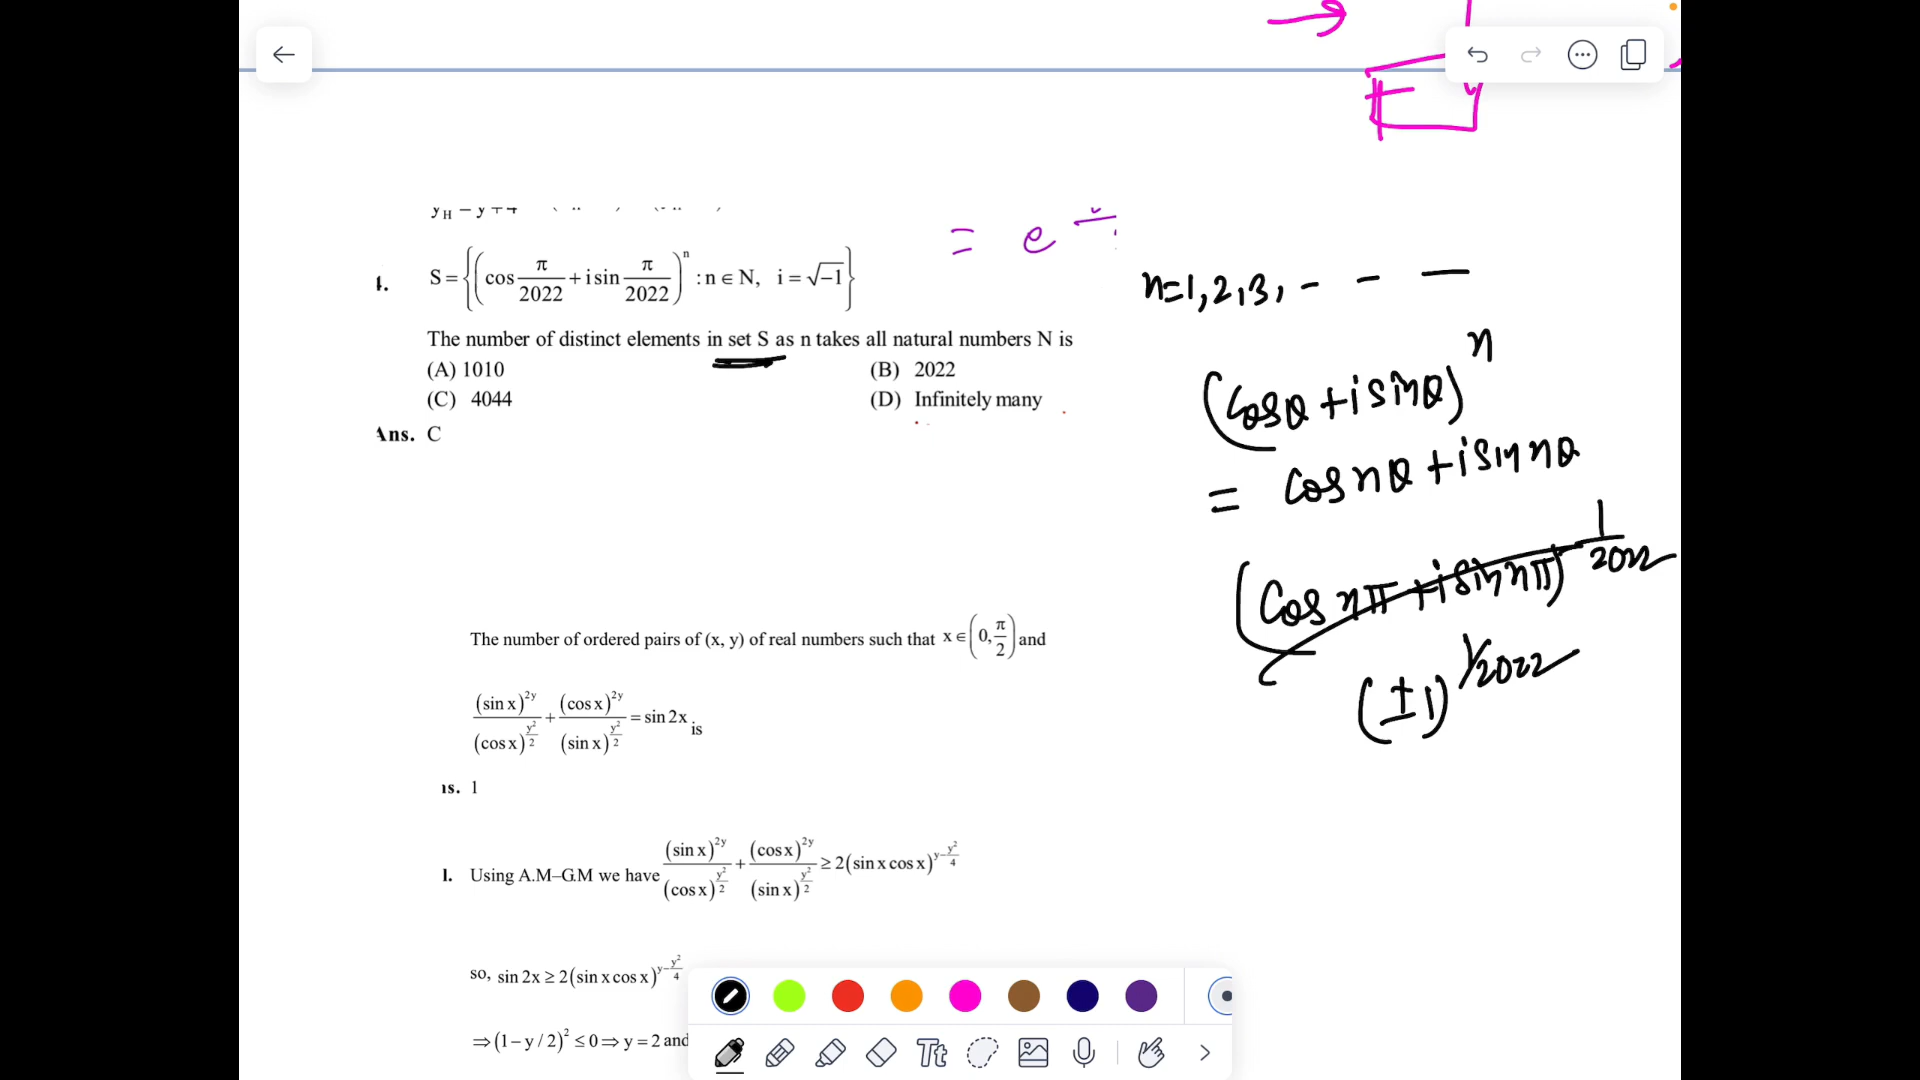 4. S = {(cos π/2022 + i sin π/2022)^n : n ∈ N, i = √−1}
The number of distinct elements in set S as n takes all natural numbers N is
(A) 1010 (B) 2022
(C) 4044 (D) Infinitely many
Ans. C
= e
n=1,2,3, - - —
(cosθ + i sinθ)^n
= cos nθ + i sin nθ
(cos nπ + i sin nπ)^1/2022
(±1)^1/2022
The number of ordered pairs of (x, y) of real numbers such that x ∈ (0, π/2) and
(sin x)^2y / (cos x)^(y²/2) + (cos x)^2y / (sin x)^(y²/2) = sin 2x is
ns. 1
l. Using A.M–G.M we have (sin x)^2y / (cos x)^(y²/2) + (cos x)^2y / (sin x)^(y²/2) ≥ 2(sin x cos x)^(y−y²/4)
so, sin 2x ≥ 2(sin x cos x)^(y−y²/4)
⇒ (1 − y / 2)² ≤ 0 ⇒ y = 2 and
Tt